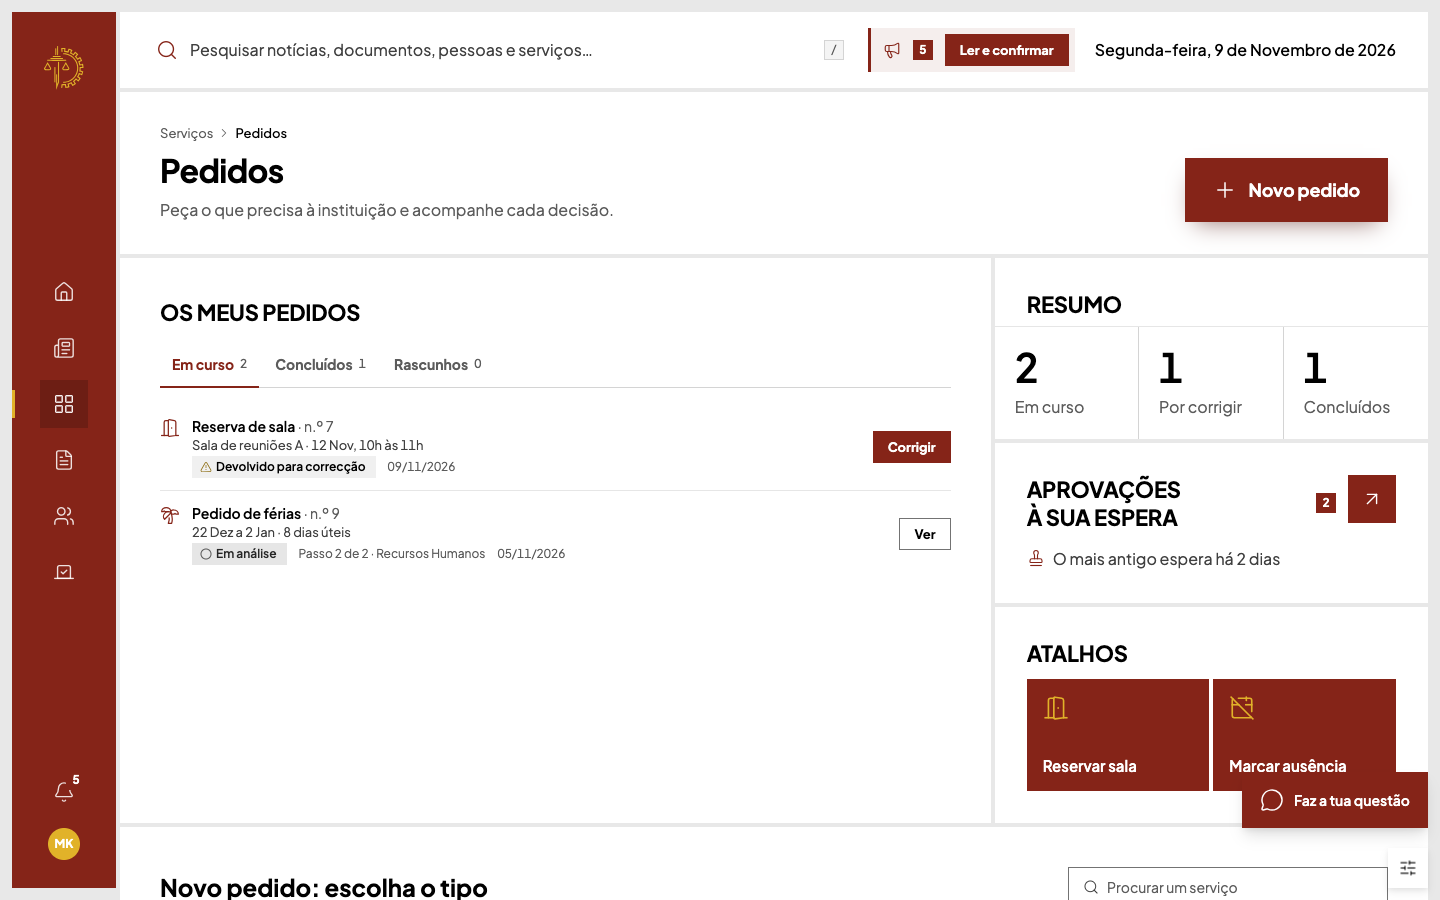 Pesquisar notícias, documentos, pessoas e serviços...
/
5
Ler e confirmar
Segunda-feira, 9 de Novembro de 2026
Serviços > Pedidos
Pedidos
Peça o que precisa à instituição e acompanhe cada decisão.
Novo pedido
OS MEUS PEDIDOS
Em curso 2
Concluídos 1
Rascunhos 0
Reserva de sala · n.º 7
Sala de reuniões A · 12 Nov, 10h às 11h
Devolvido para correcção 09/11/2026
Corrigir
Pedido de férias · n.º 9
22 Dez a 2 Jan · 8 dias úteis
Em análise Passo 2 de 2 · Recursos Humanos 05/11/2026
Ver
RESUMO
2
Em curso
1
Por corrigir
1
Concluídos
APROVAÇÕES
À SUA ESPERA
2
O mais antigo espera há 2 dias
ATALHOS
Reservar sala
Marcar ausência
Faz a tua questão
5
MK
Novo pedido: escolha o tipo
Procurar um serviço